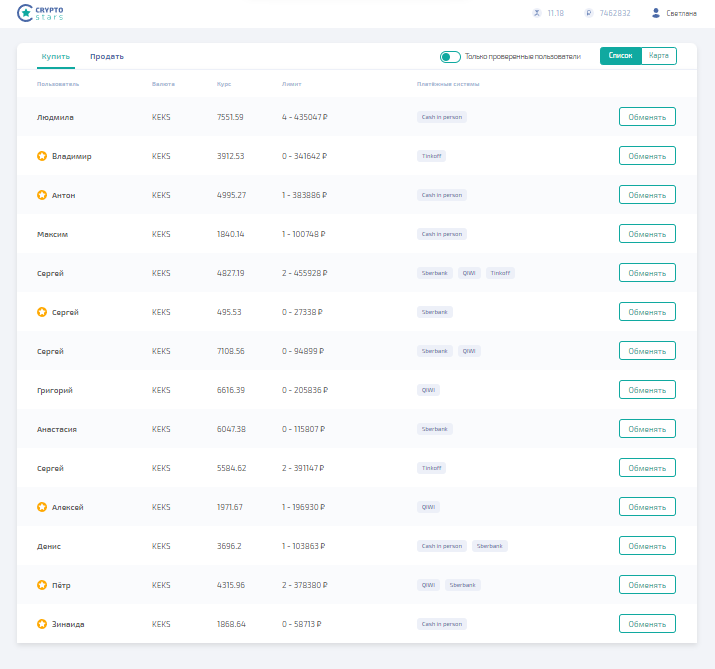 CRYPTO
stars
11.18 7462832 Светлана
Купить Продать Только проверенные пользователи Список Карта
Пользователь Валюта Курс Лимит Платёжные системы
Людмила KEKS 7551.59 4 - 435047 ₽ Cash in person Обменять
Владимир KEKS 3912.53 0 - 341642 ₽ Tinkoff Обменять
Антон KEKS 4995.27 1 - 383886 ₽ Cash in person Обменять
Максим KEKS 1840.14 1 - 100748 ₽ Cash in person Обменять
Сергей KEKS 4827.19 2 - 455928 ₽ Sberbank QIWI Tinkoff Обменять
Сергей KEKS 495.53 0 - 27338 ₽ Sberbank Обменять
Сергей KEKS 7108.56 0 - 94899 ₽ Sberbank QIWI Обменять
Григорий KEKS 6616.39 0 - 205836 ₽ QIWI Обменять
Анастасия KEKS 6047.38 0 - 115807 ₽ Sberbank Обменять
Сергей KEKS 5584.62 2 - 391147 ₽ Tinkoff Обменять
Алексей KEKS 1971.67 1 - 196930 ₽ QIWI Обменять
Денис KEKS 3696.2 1 - 103863 ₽ Cash in person Sberbank Обменять
Пётр KEKS 4315.96 2 - 378380 ₽ QIWI Sberbank Обменять
Зинаида KEKS 1868.64 0 - 58713 ₽ Cash in person Обменять